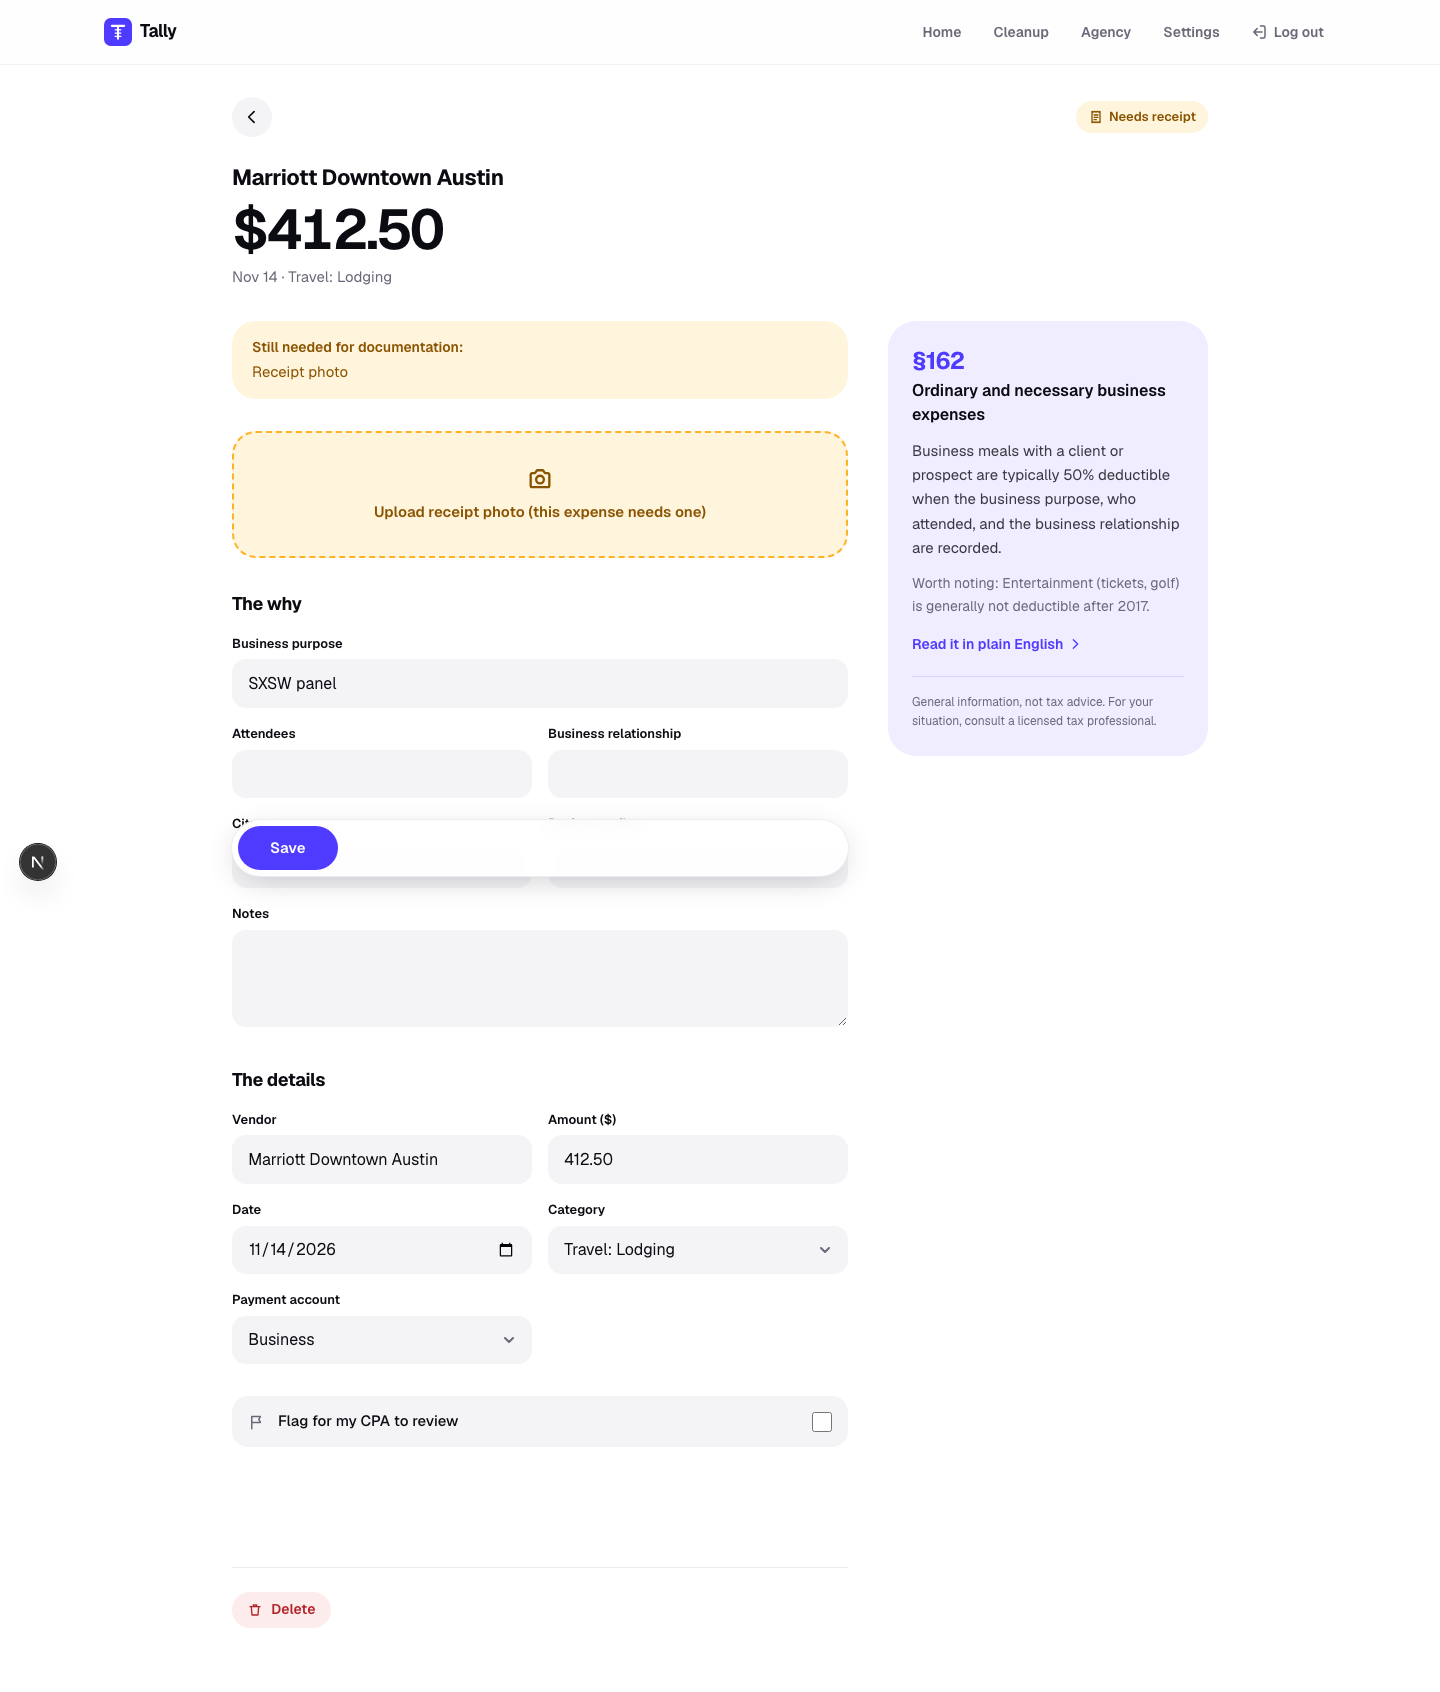 Tally
Home
Cleanup
Agency
Settings
Log out
Needs receipt
Marriott Downtown Austin
$412.50
Nov 14 · Travel: Lodging
Still needed for documentation:
Receipt photo
Upload receipt photo (this expense needs one)
The why
Business purpose
SXSW panel
Attendees
Business relationship
Save
Notes
The details
Vendor
Amount ($)
Marriott Downtown Austin
412.50
Date
Category
11/14/2026
Travel: Lodging
Payment account
Business
Flag for my CPA to review
Delete
§162
Ordinary and necessary business
expenses
Business meals with a client or
prospect are typically 50% deductible
when the business purpose, who
attended, and the business relationship
are recorded.
Worth noting: Entertainment (tickets, golf)
is generally not deductible after 2017.
Read it in plain English
General information, not tax advice. For your
situation, consult a licensed tax professional.